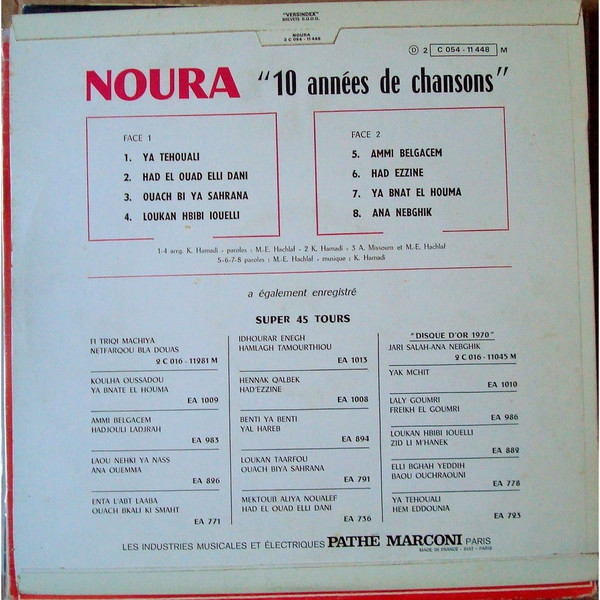 "VERSINDEX"
BREVETÉ S.G.D.G.
NOURA
2 C 054 - 11 448
Ⓓ 2 C 054 - 11 448 M
NOURA "10 années de chansons"
FACE 1
1. YA TEHOUALI
2. HAD EL OUAD ELLI DANI
3. OUACH BI YA SAHRANA
4. LOUKAN HBIBI IOUELLI
FACE 2
5. AMMI BELGACEM
6. HAD EZZINE
7. YA BNAT EL HOUMA
8. ANA NEBGHIK
1-4 arrg. K. Hamadi - paroles : M.-E. Hachlaf - 2 K. Hamadi - 3 A. Missoum et M.-E. Hachlaf
5-6-7-8 paroles : M.-E. Hachlaf - musique : K. Hamadi
a également enregistré
SUPER 45 TOURS
FI TRIQI MACHIYA
NETFARQOU BLA DOUAS
2 C 016 - 11281 M
KOULHA OUSSADOU
YA BNATE EL HOUMA
EA 1009
AMMI BELGACEM
HADJOULI LADJRAH
EA 983
LAOU NEHKI YA NASS
ANA OUEMMA
EA 826
ENTA L'ABT LAABA
OUACH BKALI KI SMAHT
EA 771
IDHOURAR ENEGH
HAMLAGH TAMOURTHIOU
EA 1013
HENNAK QALBEK
HAD'EZZINE
EA 1008
BENTI YA BENTI
YAL HAREB
EA 894
LOUKAN TAARFOU
OUACH BIYA SAHRANA
EA 791
MEKTOUB ALIYA NOUALEF
HAD EL OUAD ELLI DANI
EA 736
"DISQUE D'OR 1970"
JARI SALAH-ANA NEBGHIK
2 C 016 - 11045 M
YAK MCHIT
EA 1010
LALY GOUMRI
FREIKH EL GOUMRI
EA 986
LOUKAN HBIBI IOUELLI
ZID LI M'HANEK
EA 882
ELLI BGHAH YEDDIH
BAOU OUCHRAOUNI
EA 778
YA TEHOUALI
HEM EDDOUNIA
EA 723
LES INDUSTRIES MUSICALES ET ÉLECTRIQUES PATHE MARCONI PARIS
MADE IN FRANCE - DIAT - PARIS